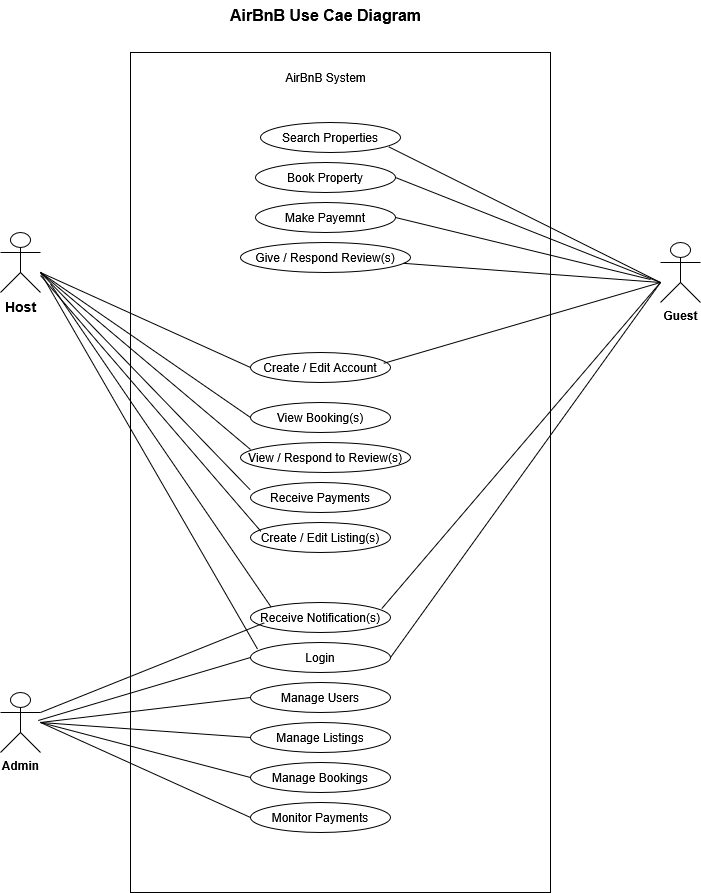 AirBnB Use Cae Diagram
AirBnB System
Search Properties
Book Property
Make Payemnt
Give / Respond Review(s)
Host
Guest
Create / Edit Account
View Booking(s)
View / Respond to Review(s)
Receive Payments
Create / Edit Listing(s)
Receive Notification(s)
Login
Manage Users
Manage Listings
Admin
Manage Bookings
Monitor Payments